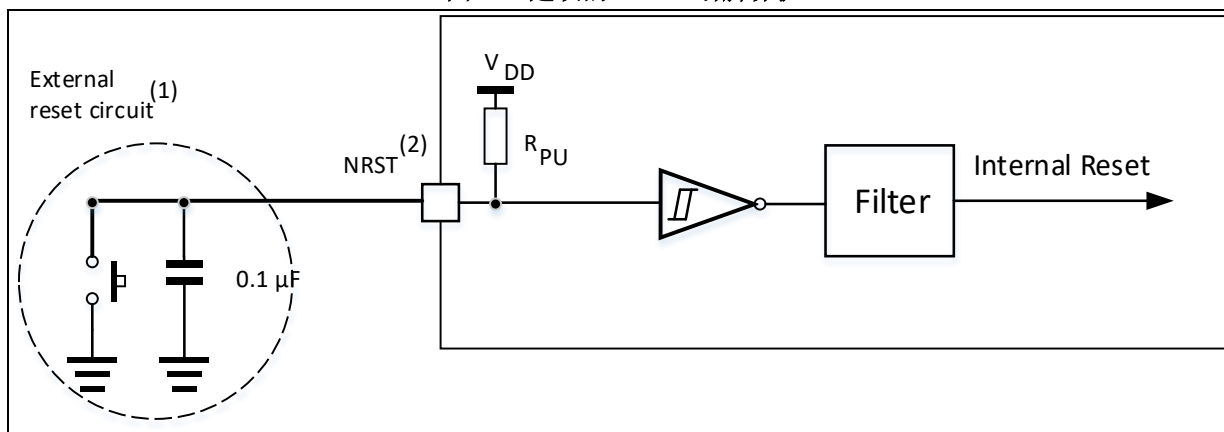 External
reset circuit(1)
VDD
RPU
NRST(2)
0.1 µF
Filter
Internal Reset